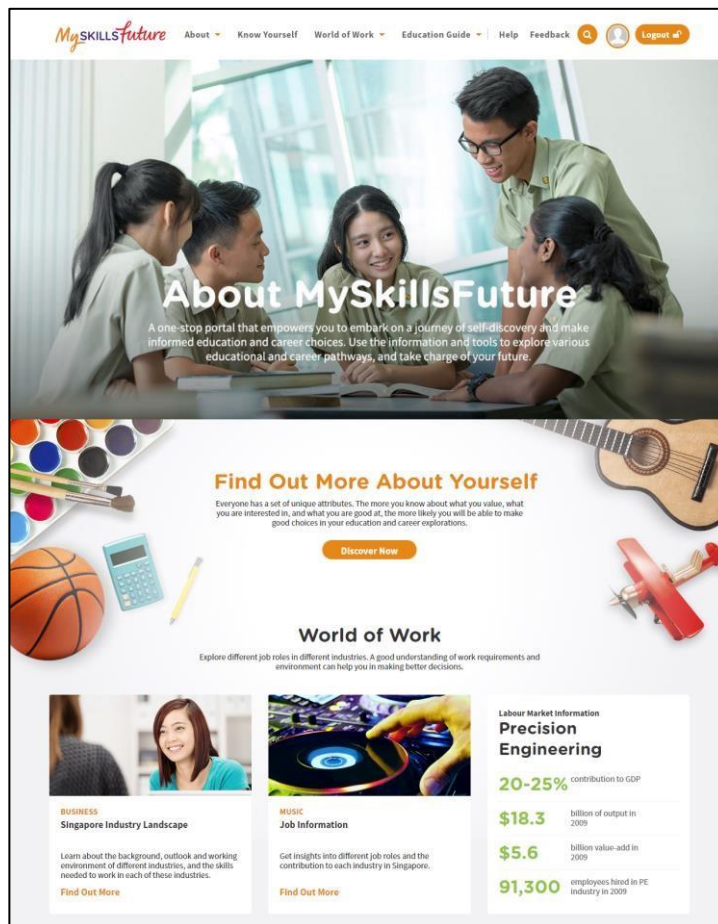 MySKILLSfuture About Know Yourself World of Work Education Guide Help Feedback Logout
About MySkillsFuture
A one-stop portal that empowers you to embark on a journey of self-discovery and make
informed education and career choices. Use the information and tools to explore various
educational and career pathways, and take charge of your future.
Find Out More About Yourself
Everyone has a set of unique attributes. The more you know about what you value, what
you are interested in, and what you are good at, the more likely you will be able to make
good choices in your education and career explorations.
Discover Now
World of Work
Explore different job roles in different industries. A good understanding of work requirements and
environment can help you in making better decisions.
BUSINESS
Singapore Industry Landscape
Learn about the background, outlook and working
environment of different industries, and the skills
needed to work in each of these industries.
Find Out More
MUSIC
Job Information
Get insights into different job roles and the
contribution to each industry in Singapore.
Find Out More
Labour Market Information
Precision
Engineering
20-25% contribution to GDP
$18.3 billion of output in
2009
$5.6 billion value-add in
2009
91,300 employees hired in PE
industry in 2009